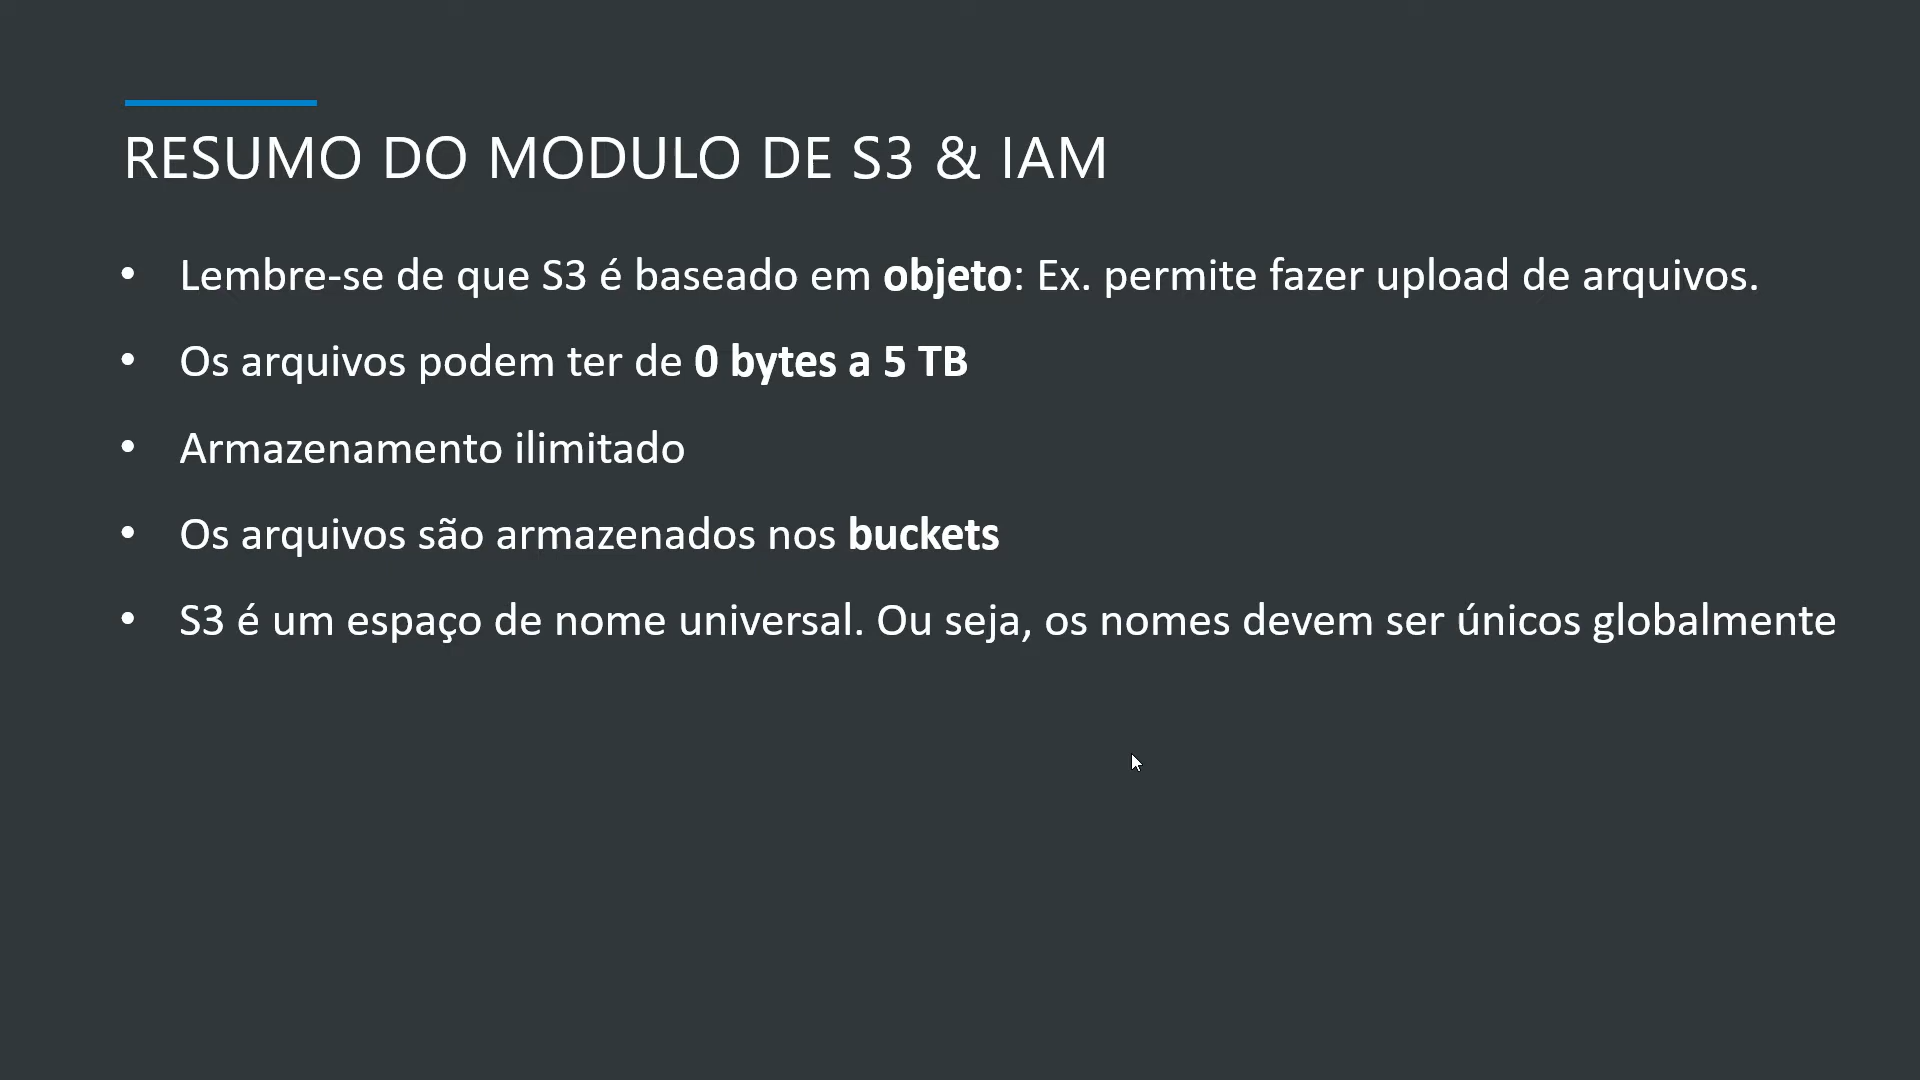 RESUMO DO MODULO DE S3 & IAM
• Lembre-se de que S3 é baseado em objeto: Ex. permite fazer upload de arquivos.
• Os arquivos podem ter de 0 bytes a 5 TB
• Armazenamento ilimitado
• Os arquivos são armazenados nos buckets
• S3 é um espaço de nome universal. Ou seja, os nomes devem ser únicos globalmente